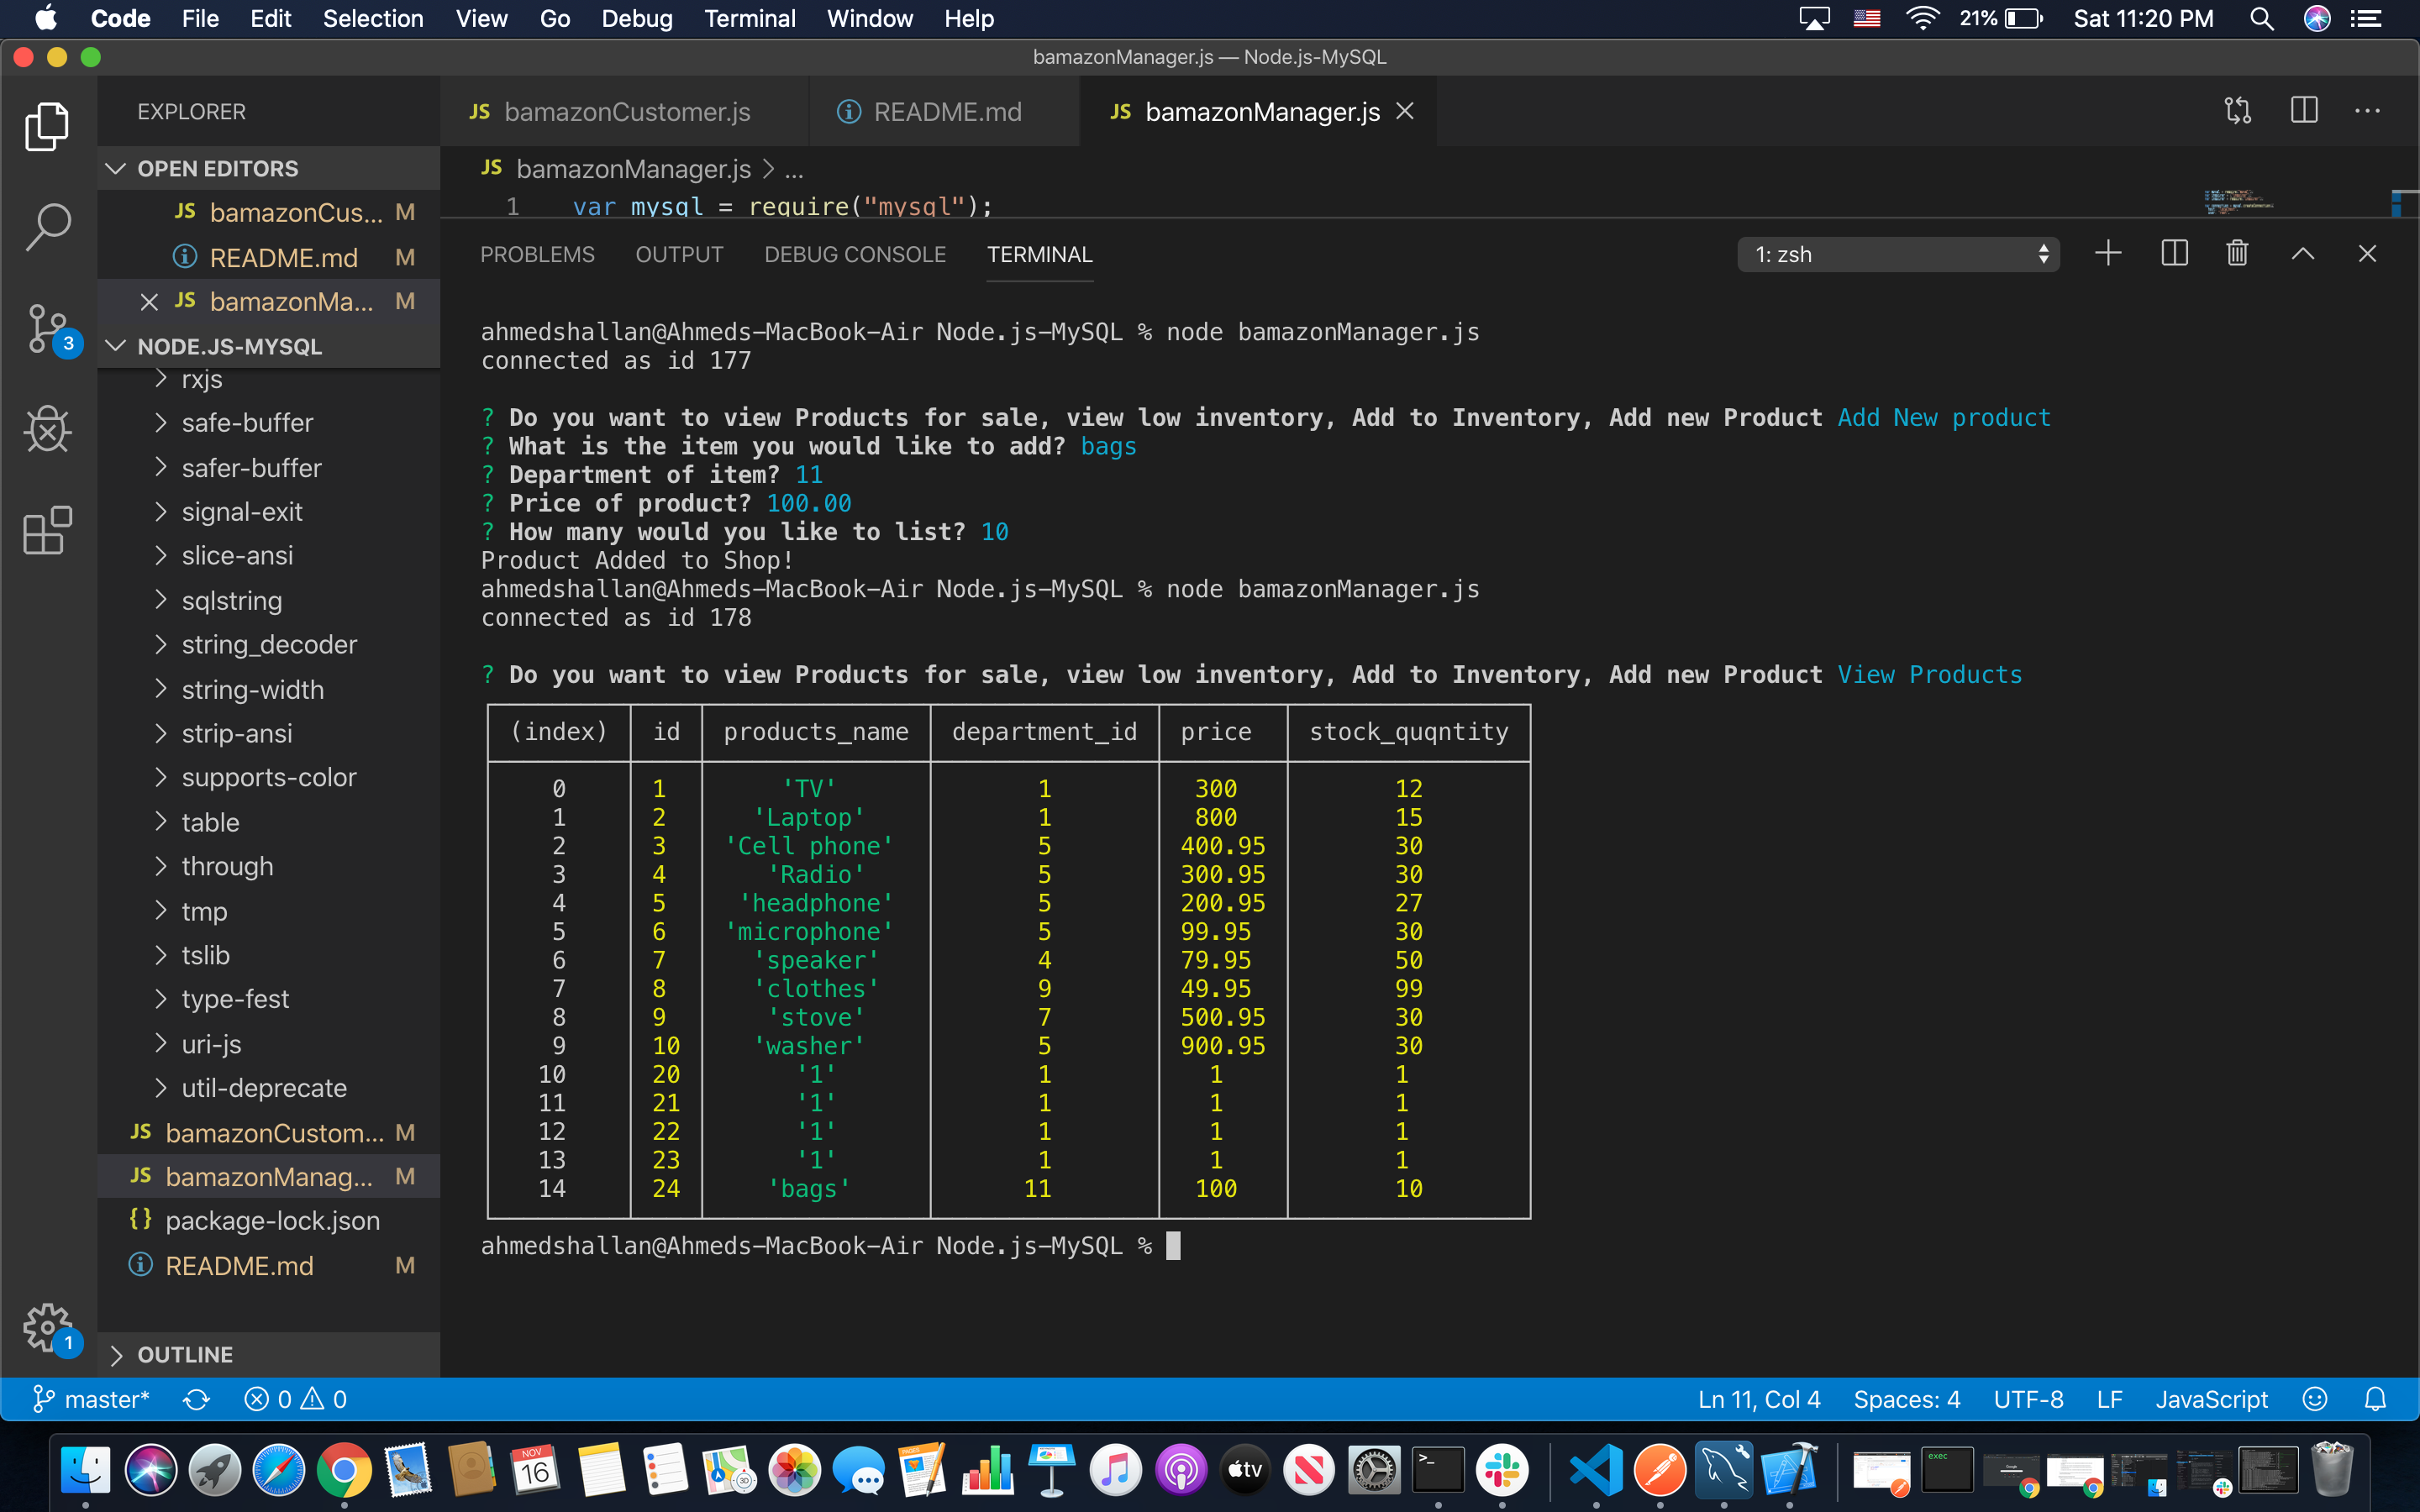 Code File Edit Selection View Go Debug Terminal Window Help 21% Sat 11:20 PM
bamazonManager.js — Node.js-MySQL
EXPLORER
OPEN EDITORS
JS bamazonCus... M
README.md M
JS bamazonMa... M
3
NODE.JS-MYSQL
rxjs
safe-buffer
safer-buffer
signal-exit
slice-ansi
sqlstring
string_decoder
string-width
strip-ansi
supports-color
table
through
tmp
tslib
type-fest
uri-js
util-deprecate
JS bamazonCustom... M
JS bamazonManag... M
{} package-lock.json
README.md M
1
OUTLINE
JS bamazonCustomer.js README.md JS bamazonManager.js
JS bamazonManager.js > ...
1 var mysql = require("mysql");
PROBLEMS OUTPUT DEBUG CONSOLE TERMINAL 1: zsh
ahmedshallan@Ahmeds-MacBook-Air Node.js-MySQL % node bamazonManager.js
connected as id 177
? Do you want to view Products for sale, view low inventory, Add to Inventory, Add new Product Add New product
? What is the item you would like to add? bags
? Department of item? 11
? Price of product? 100.00
? How many would you like to list? 10
Product Added to Shop!
ahmedshallan@Ahmeds-MacBook-Air Node.js-MySQL % node bamazonManager.js
connected as id 178
? Do you want to view Products for sale, view low inventory, Add to Inventory, Add new Product View Products
(index) id products_name department_id price stock_quqntity
0 1 'TV' 1 300 12
1 2 'Laptop' 1 800 15
2 3 'Cell phone' 5 400.95 30
3 4 'Radio' 5 300.95 30
4 5 'headphone' 5 200.95 27
5 6 'microphone' 5 99.95 30
6 7 'speaker' 4 79.95 50
7 8 'clothes' 9 49.95 99
8 9 'stove' 7 500.95 30
9 10 'washer' 5 900.95 30
10 20 '1' 1 1 1
11 21 '1' 1 1 1
12 22 '1' 1 1 1
13 23 '1' 1 1 1
14 24 'bags' 11 100 10
ahmedshallan@Ahmeds-MacBook-Air Node.js-MySQL %
master* 0 0 Ln 11, Col 4 Spaces: 4 UTF-8 LF JavaScript
NOV
16
PAGES
3D
tv
>_
exec